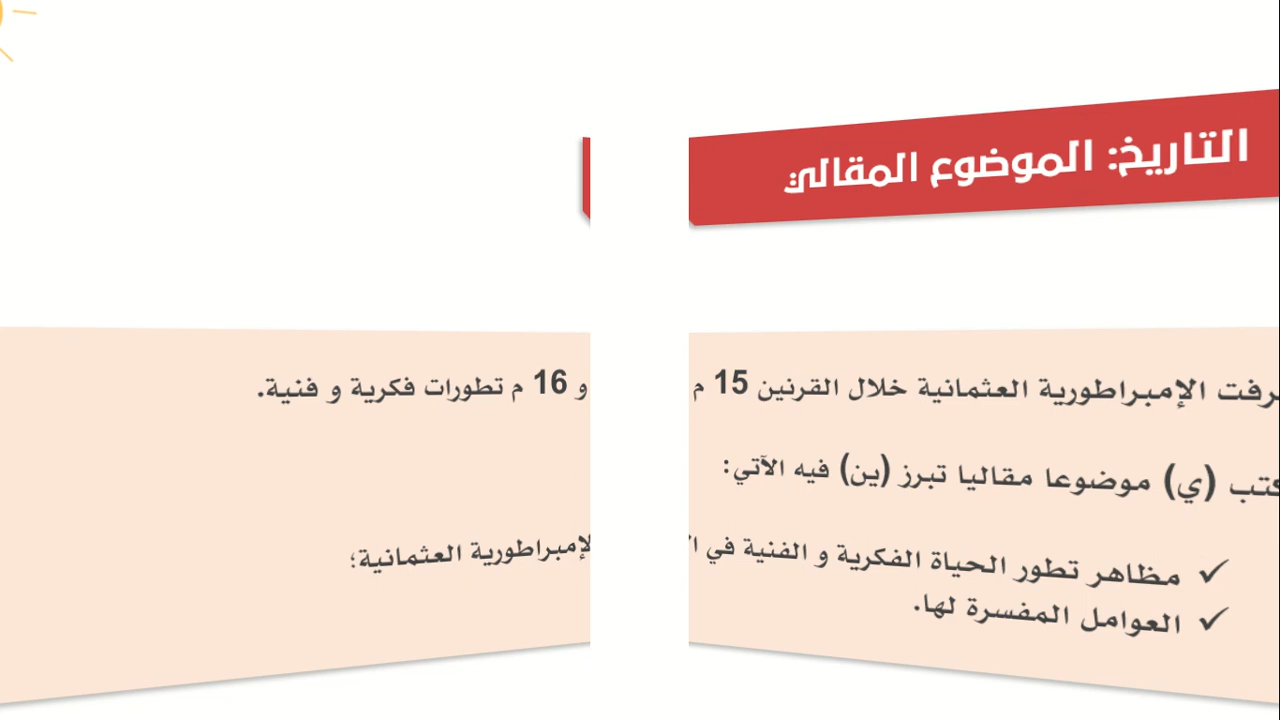 التاريخ: الموضوع المقالي
رفت الإمبراطورية العثمانية خلال القرنين 15 م و 16 م تطورات فكرية و فنية.
كتب (ي) موضوعا مقاليا تبرز (ين) فيه الآتي:
✓ مظاهر تطور الحياة الفكرية و الفنية في الإمبراطورية العثمانية؛
✓ العوامل المفسرة لها.